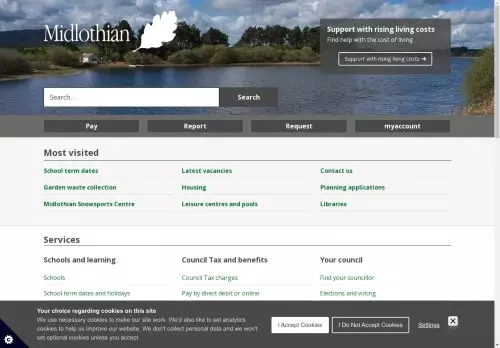 Midlothian
Support with rising living costs
Find help with the cost of living
Support with rising living costs
Search...
Search
Pay
Report
Request
myaccount
Most visited
School term dates
Latest vacancies
Contact us
Garden waste collection
Housing
Planning applications
Midlothian Snowsports Centre
Leisure centres and pools
Libraries
Services
Schools and learning
Council Tax and benefits
Your council
Schools
Council Tax charges
Find your councillor
School term dates and holidays
Pay by direct debit or online
Elections and voting
Your choice regarding cookies on this site
We use necessary cookies to make our site work. We'd also like to set analytics
cookies to help us improve our website. We don't collect personal data and we won't
set optional cookies unless you accept.
I Accept Cookies
I Do Not Accept Cookies
Settings